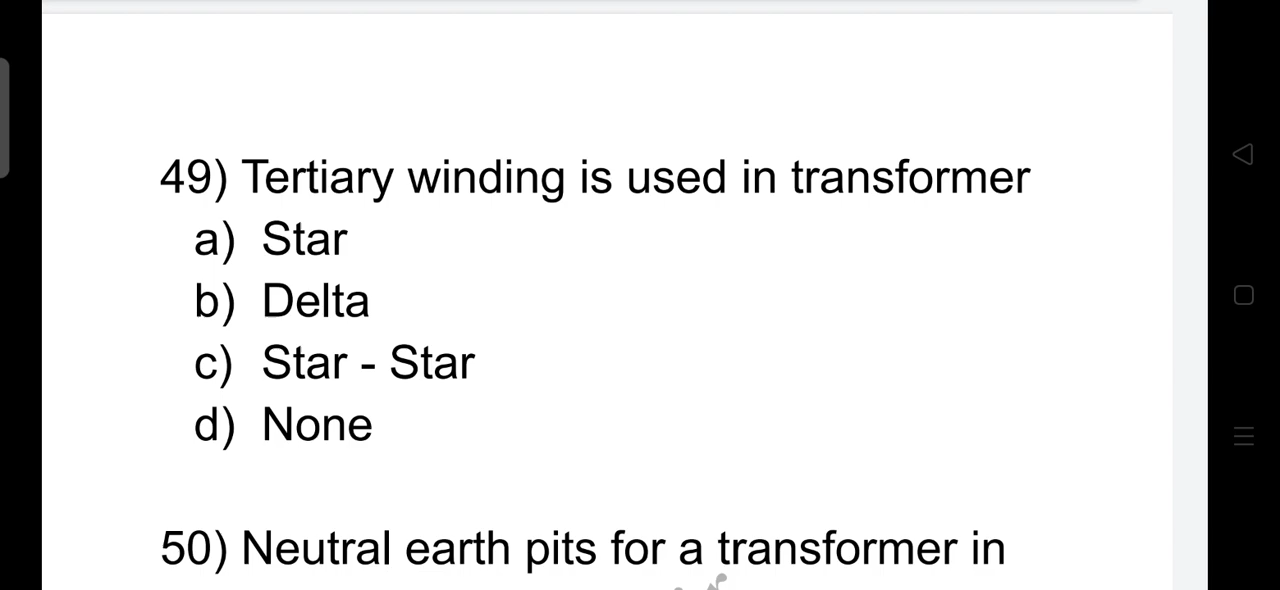 49) Tertiary winding is used in transformer
a) Star
b) Delta
c) Star - Star
d) None
50) Neutral earth pits for a transformer in